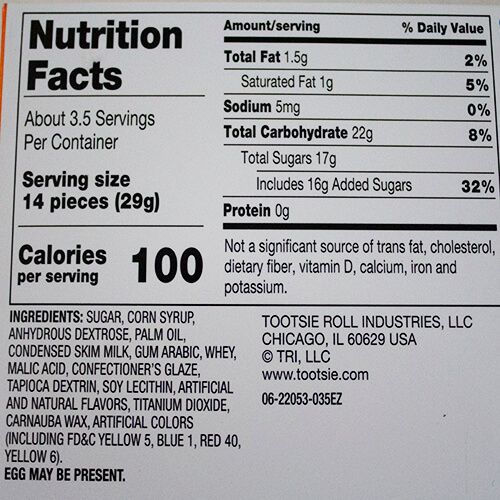 Nutrition
Facts
About 3.5 Servings
Per Container
Serving size
14 pieces (29g)
Calories
per serving
100
Amount/serving % Daily Value
Total Fat 1.5g 2%
Saturated Fat 1g 5%
Sodium 5mg 0%
Total Carbohydrate 22g 8%
Total Sugars 17g
Includes 16g Added Sugars 32%
Protein 0g
Not a significant source of trans fat, cholesterol,
dietary fiber, vitamin D, calcium, iron and
potassium.
INGREDIENTS: SUGAR, CORN SYRUP,
ANHYDROUS DEXTROSE, PALM OIL,
CONDENSED SKIM MILK, GUM ARABIC, WHEY,
MALIC ACID, CONFECTIONER'S GLAZE,
TAPIOCA DEXTRIN, SOY LECITHIN, ARTIFICIAL
AND NATURAL FLAVORS, TITANIUM DIOXIDE,
CARNAUBA WAX, ARTIFICIAL COLORS
(INCLUDING FD&C YELLOW 5, BLUE 1, RED 40,
YELLOW 6).
EGG MAY BE PRESENT.
TOOTSIE ROLL INDUSTRIES, LLC
CHICAGO, IL 60629 USA
© TRI, LLC
www.tootsie.com
06-22053-035EZ